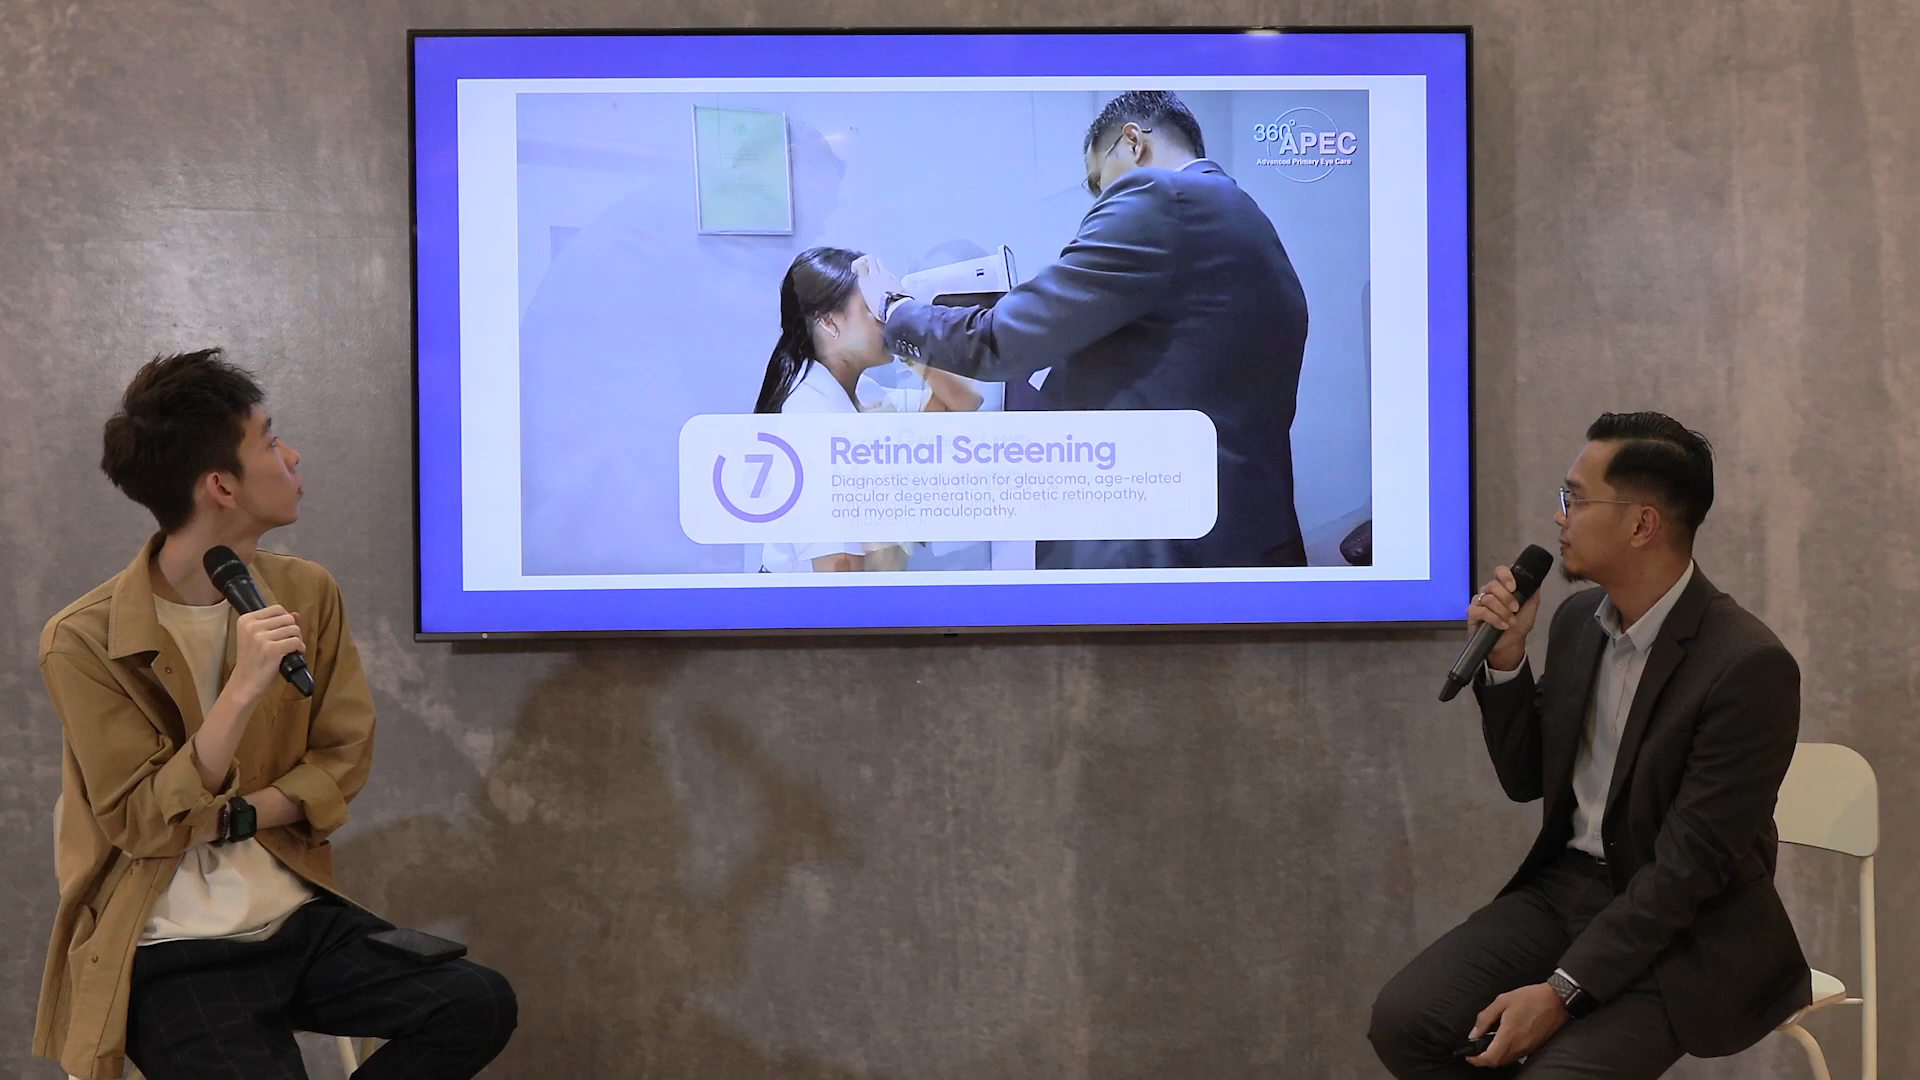 360°
APEC
Advanced Primary Eye Care
7
Retinal Screening
Diagnostic evaluation for glaucoma, age-related
macular degeneration, diabetic retinopathy,
and myopic maculopathy.